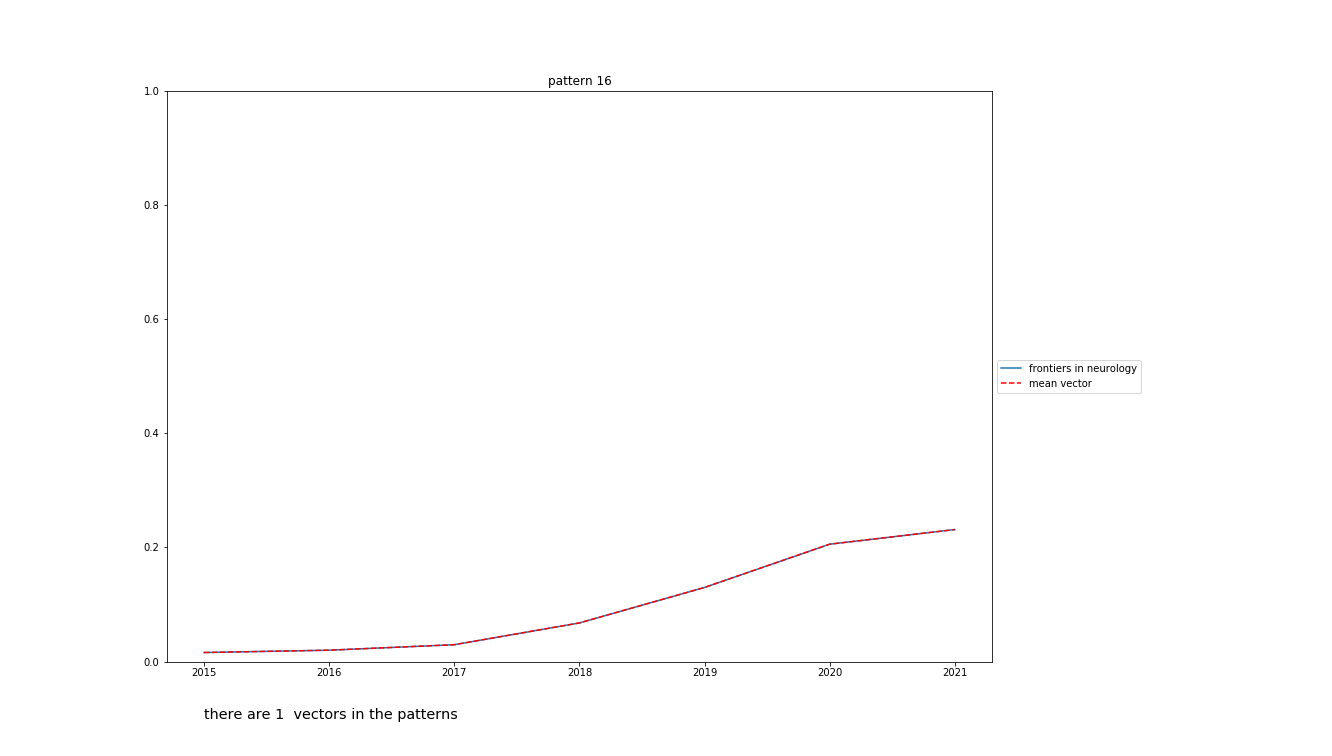 pattern 16
1.0
0.8
0.6
0.4
0.2
0.0
2015 2016 2017 2018 2019 2020 2021
frontiers in neurology
mean vector
there are 1  vectors in the patterns